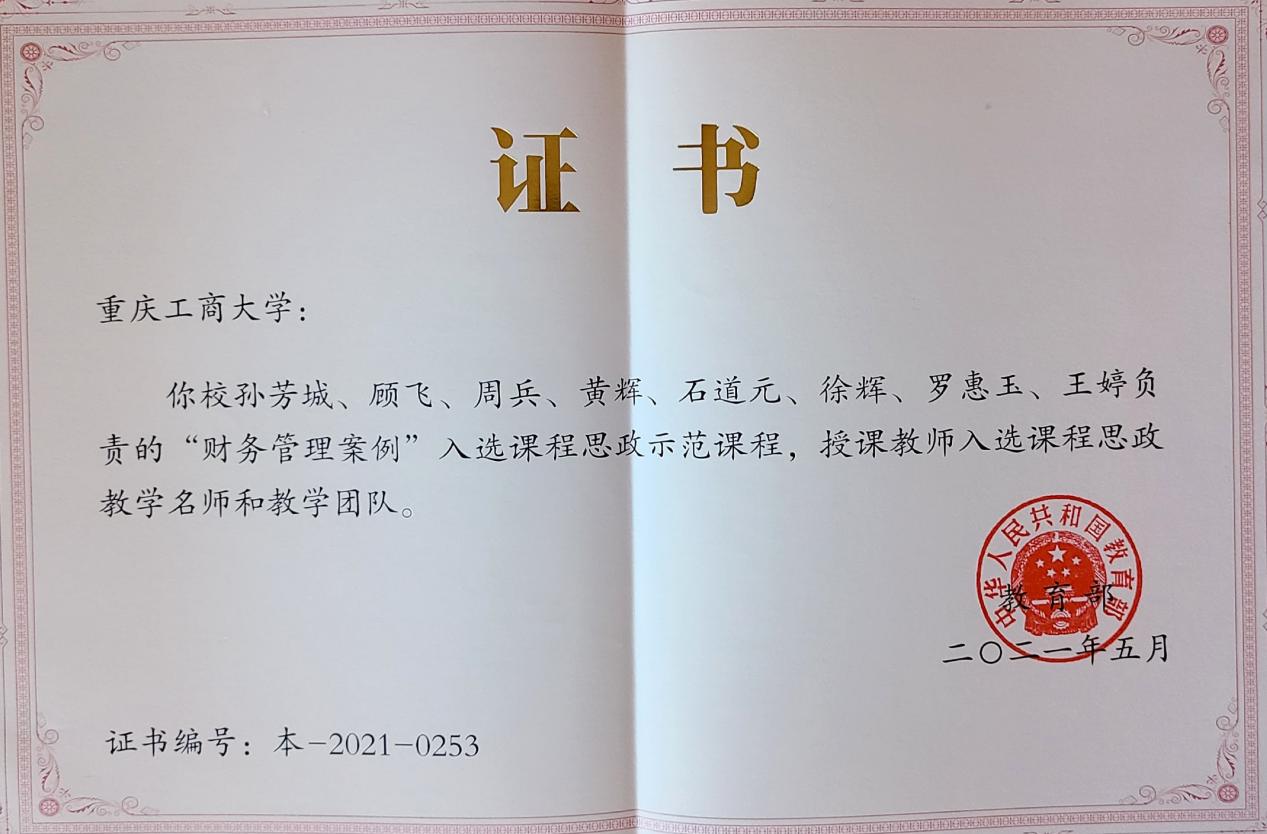 证 书
重庆工商大学：
你校孙芳城、顾飞、周兵、黄辉、石道元、徐辉、罗惠玉、王婷负
责的“财务管理案例”入选课程思政示范课程，授课教师入选课程思政
教学名师和教学团队。
中华人民共和国教育部
教育部
二〇二一年五月
证书编号：本-2021-0253